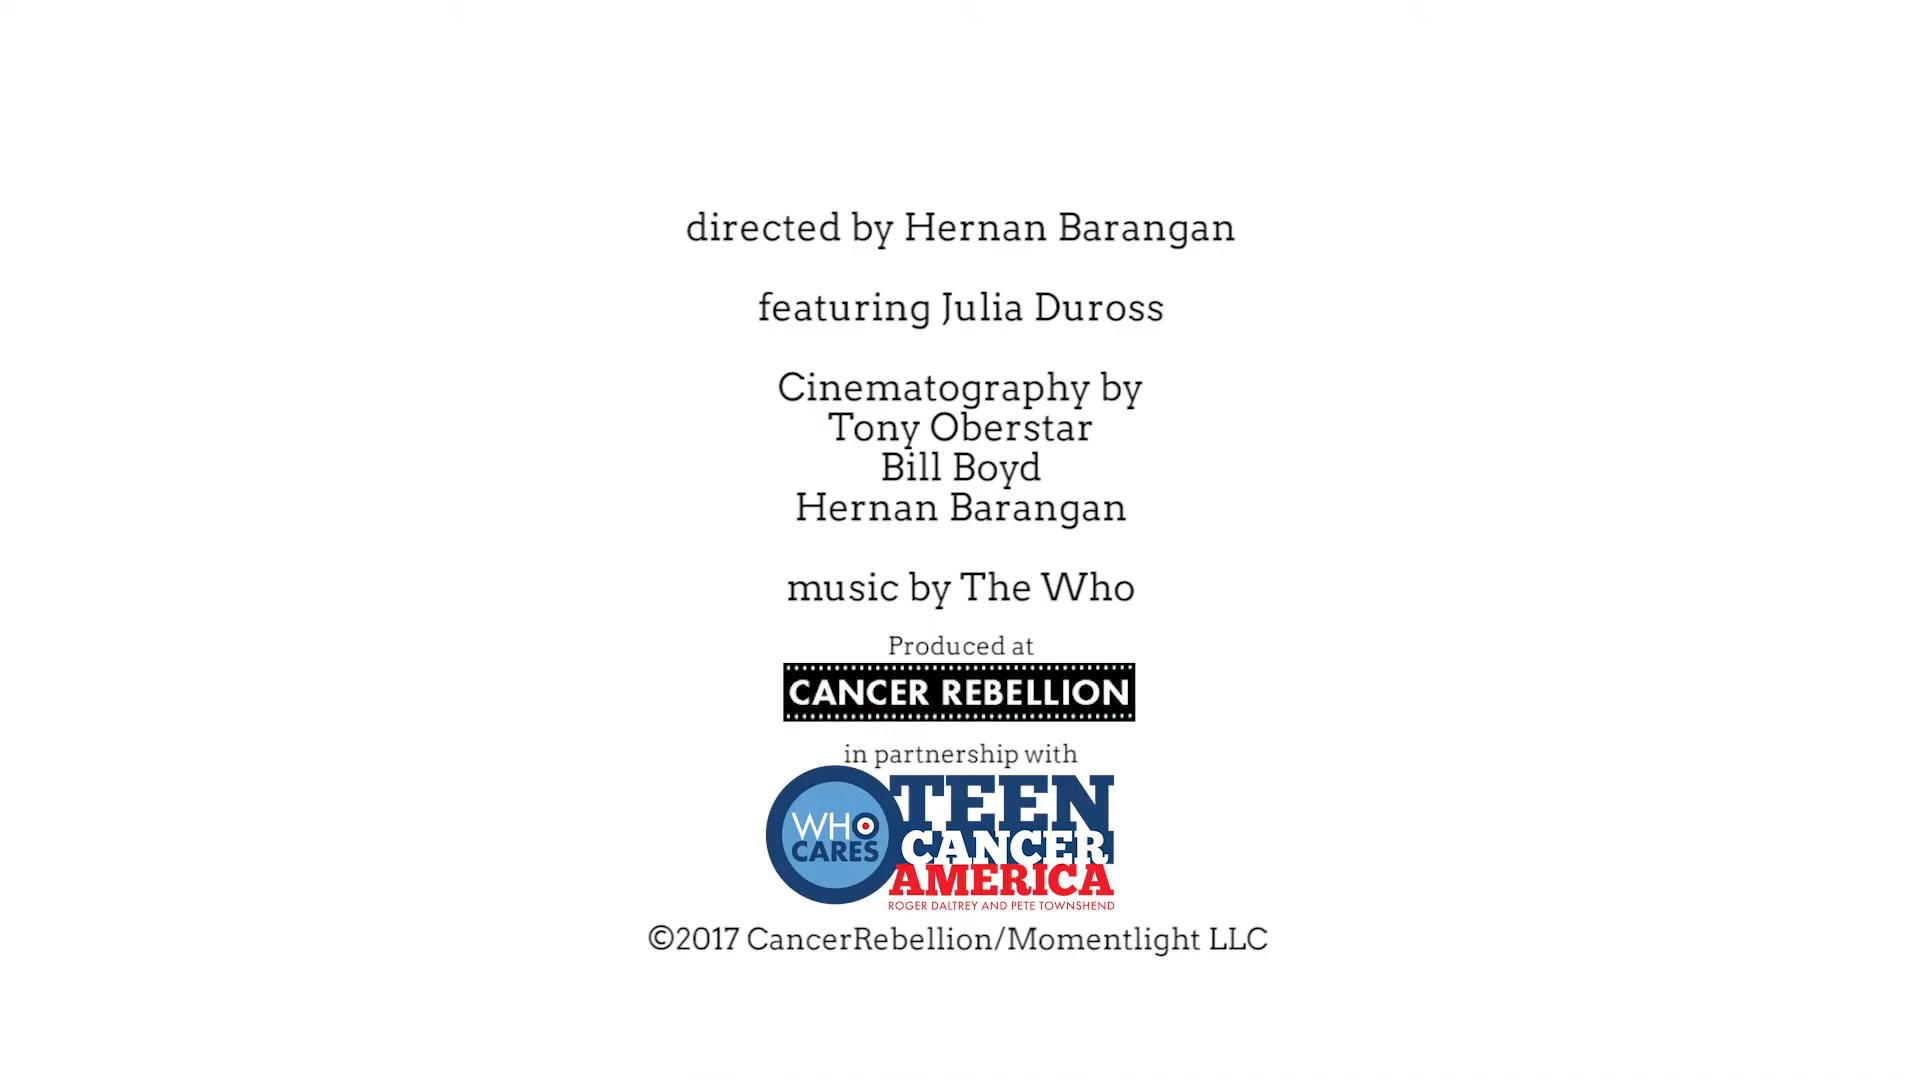 directed by Hernan Barangan
featuring Julia Duross
Cinematography by
Tony Oberstar
Bill Boyd
Hernan Barangan
music by The Who
Produced at
CANCER REBELLION
in partnership with
WHO
CARES
TEEN
CANCER
AMERICA
ROGER DALTREY AND PETE TOWNSHEND
©2017 CancerRebellion/Momentlight LLC